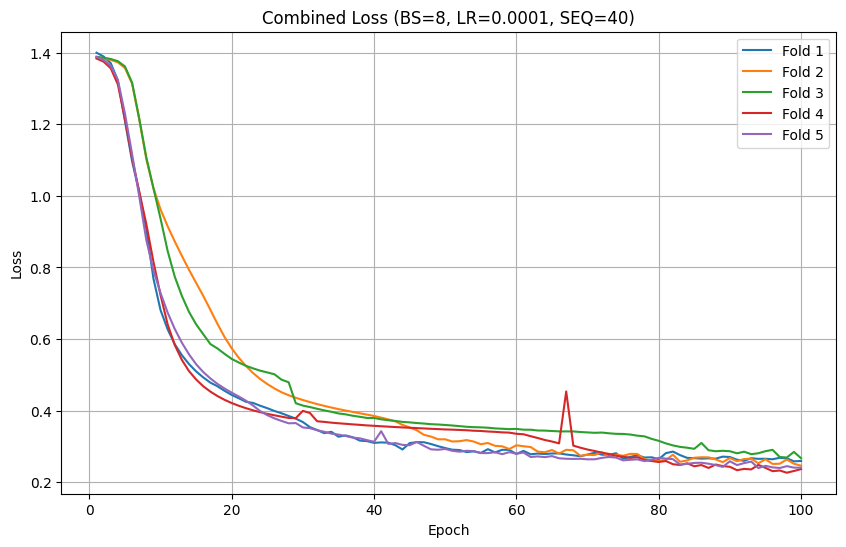 Combined Loss (BS=8, LR=0.0001, SEQ=40)
Loss
1.4
1.2
1.0
0.8
0.6
0.4
0.2
Fold 1
Fold 2
Fold 3
Fold 4
Fold 5
0 20 40 60 80 100
Epoch